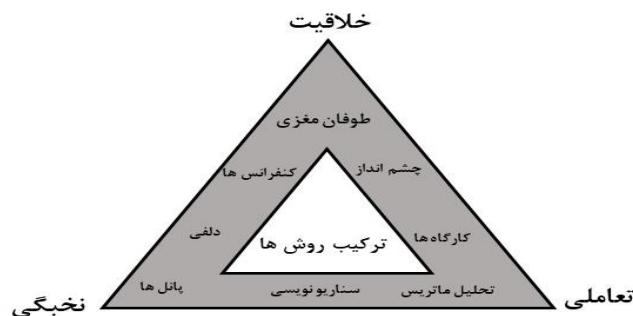 خلاقیت
طوفان مغزی
چشم انداز
کنفرانس ها
کارگاه ها
دلفی
ترکیب روش ها
تحلیل ماتریس
سناریو نویسی
پانل ها
تعاملی
نخبگی